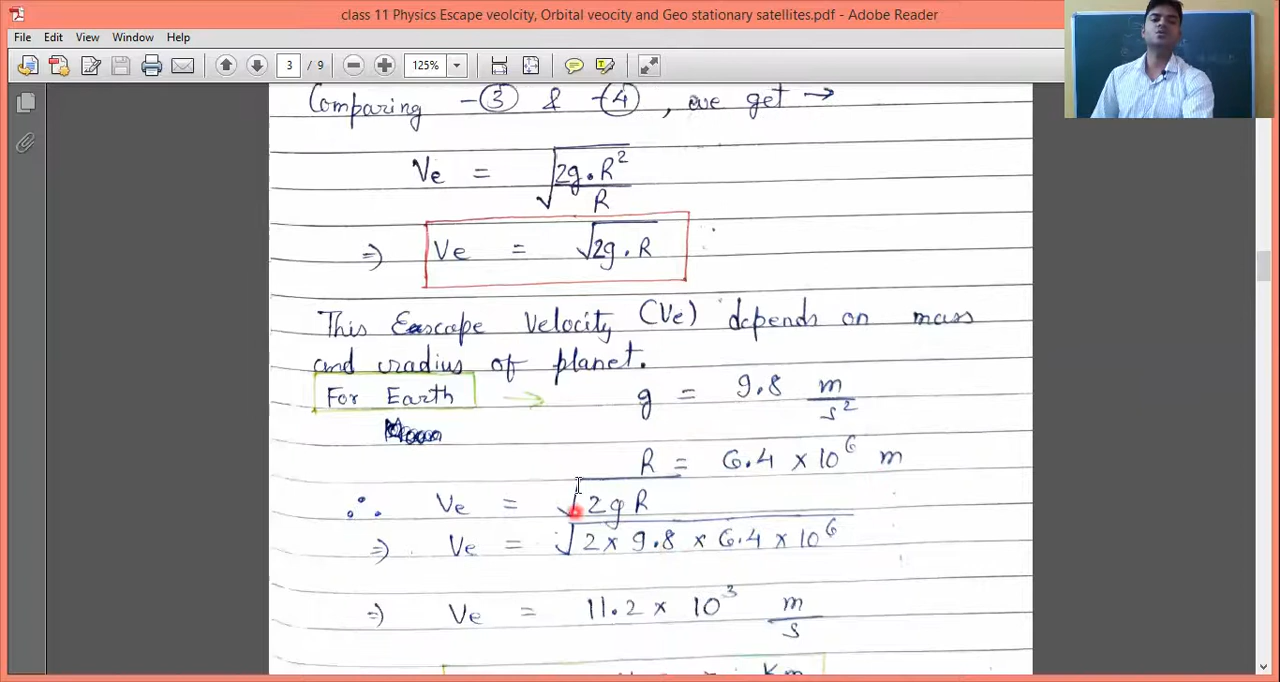 class 11 Physics Escape veolcity, Orbital veocity and Geo stationary satellites.pdf - Adobe Reader
File Edit View Window Help
3 / 9 125%
Comparing -③ & -④, we get →
Ve = √(2g.R²/R)
⇒ Ve = √2g.R
This Escape Velocity (Ve) depends on mass
and radius of planet.
For Earth → g = 9.8 m/s²
R = 6.4 × 10⁶ m
∴ Ve = √2gR
⇒ Ve = √2 × 9.8 × 6.4 × 10⁶
⇒ Ve = 11.2 × 10³ m/s
Km